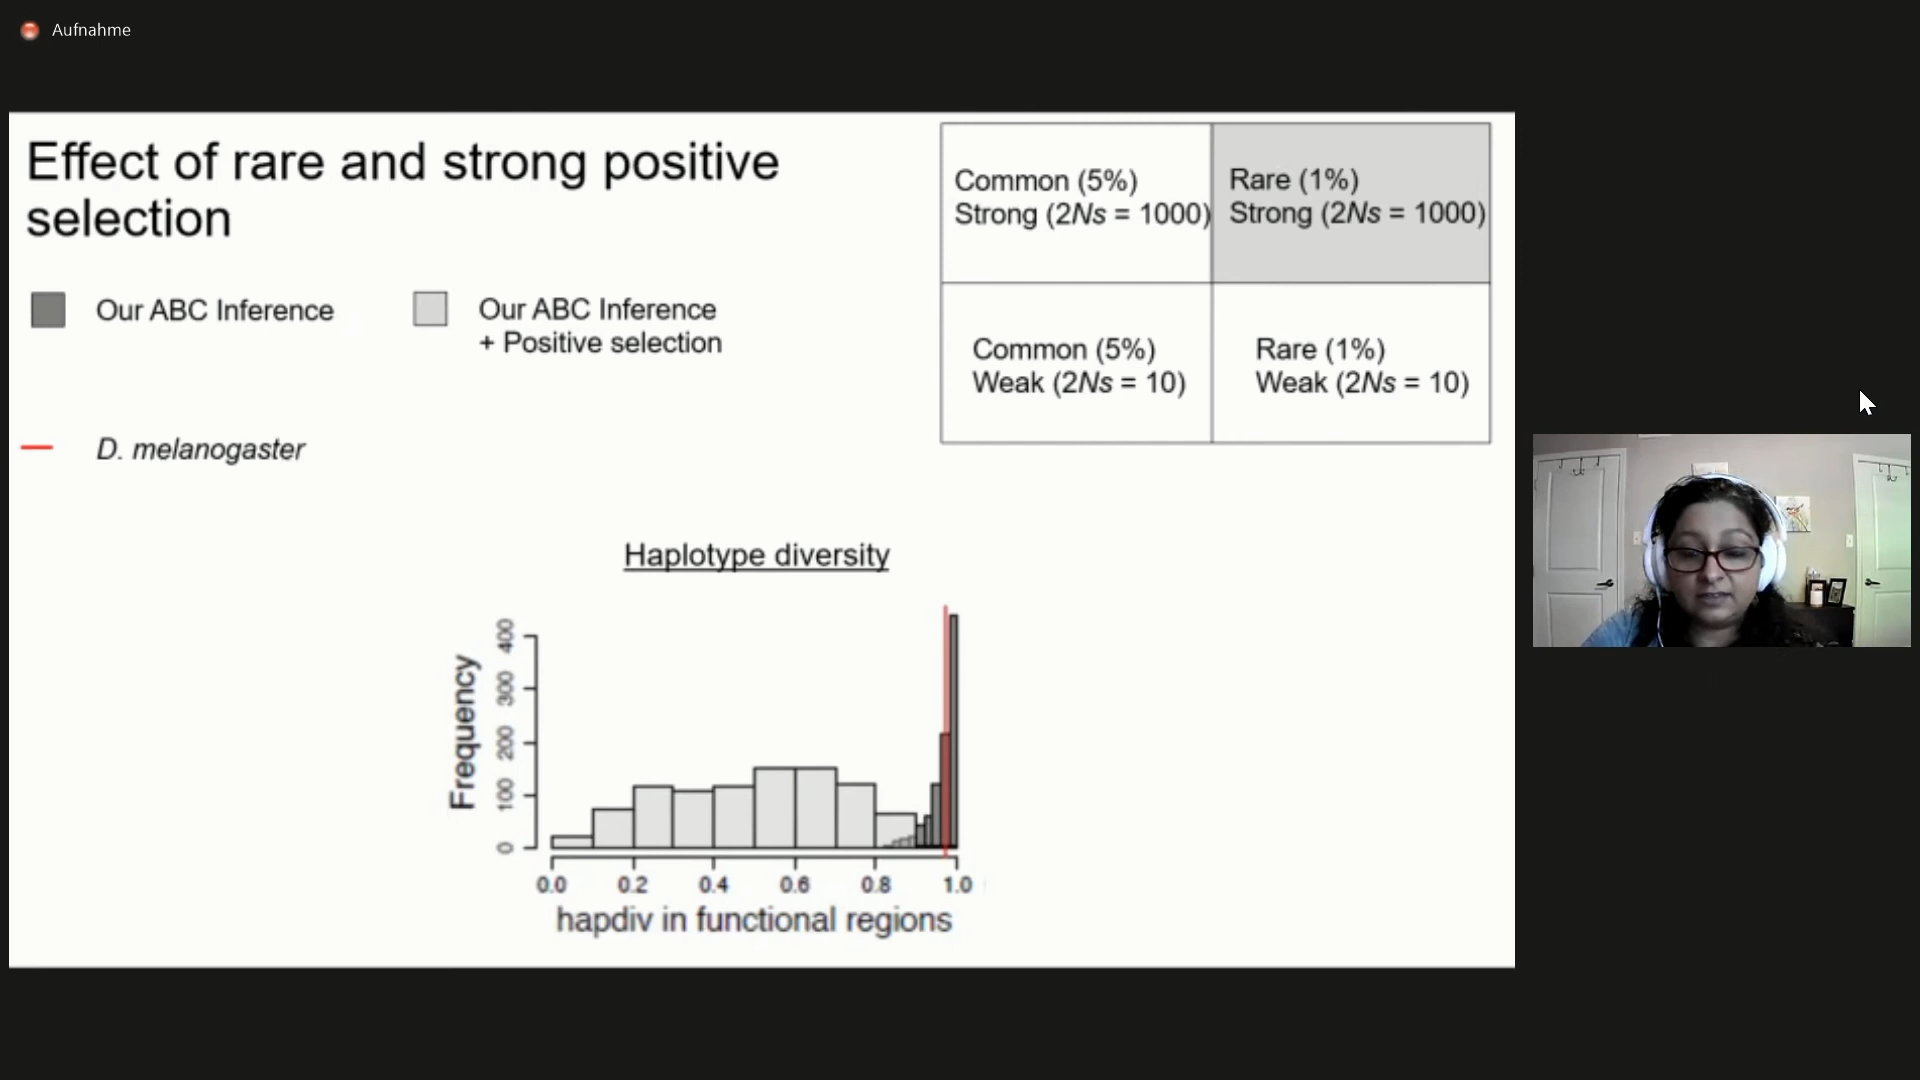 Aufnahme
Effect of rare and strong positive
selection
Our ABC Inference
Our ABC Inference
+ Positive selection
D. melanogaster
Common (5%)
Strong (2Ns = 1000)
Rare (1%)
Strong (2Ns = 1000)
Common (5%)
Weak (2Ns = 10)
Rare (1%)
Weak (2Ns = 10)
Haplotype diversity
Frequency
400
300
200
100
0
0.0 0.2 0.4 0.6 0.8 1.0
hapdiv in functional regions